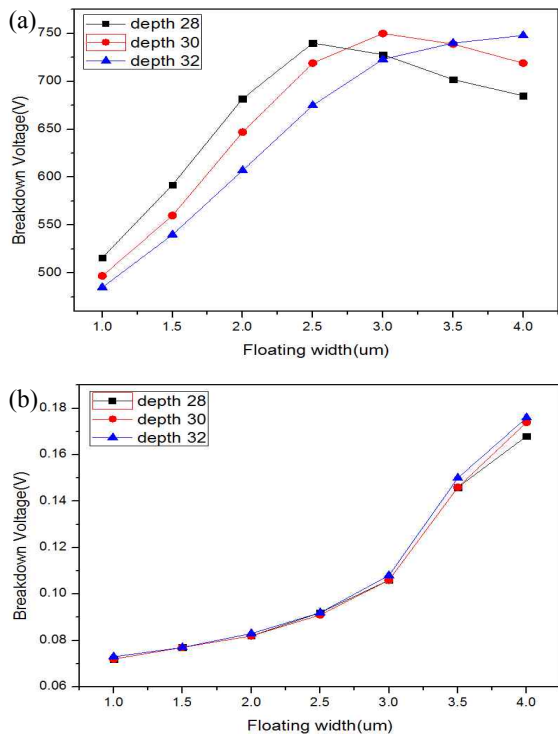 (a)
depth 28
depth 30
depth 32
Breakdown Voltage(V)
750
700
650
600
550
500
1.0 1.5 2.0 2.5 3.0 3.5 4.0
Floating width(um)
(b)
depth 28
depth 30
depth 32
Breakdown Voltage(V)
0.18
0.16
0.14
0.12
0.10
0.08
0.06
1.0 1.5 2.0 2.5 3.0 3.5 4.0
Floating width(um)